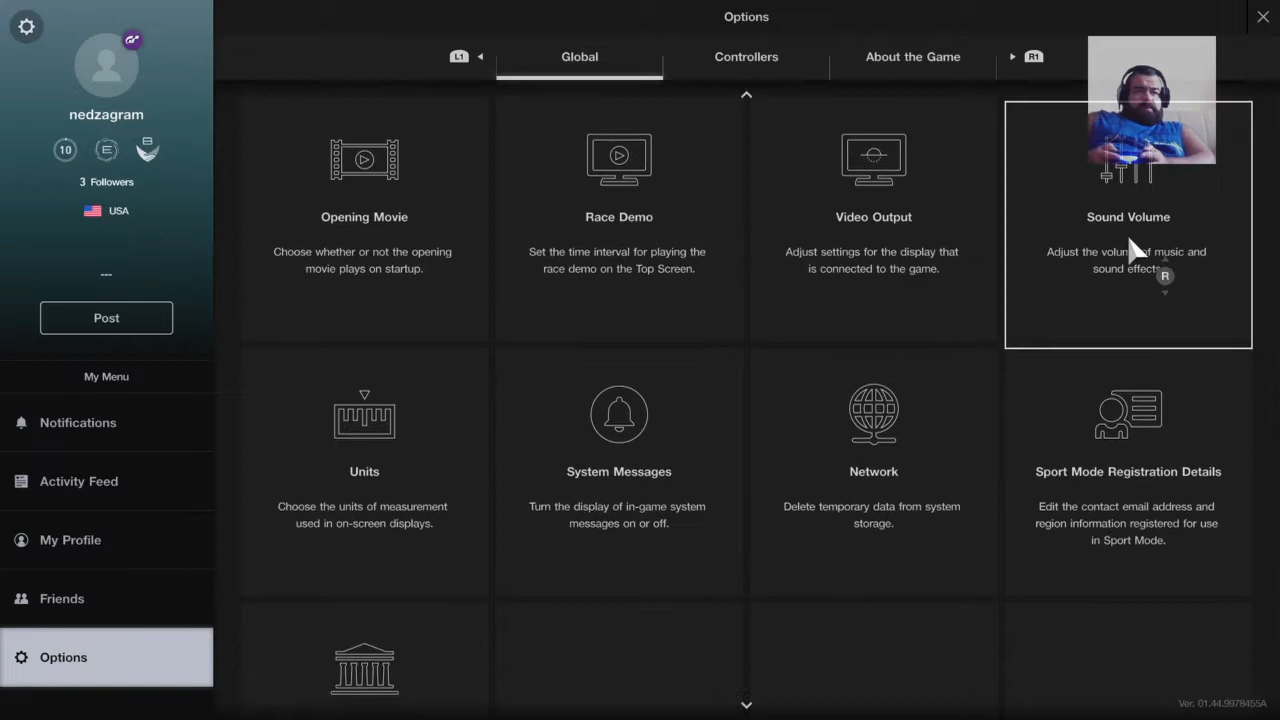 Options
L1
Global
Controllers
About the Game
R1
nedzagram
10
E
B
3 Followers
USA
---
Post
My Menu
Notifications
Activity Feed
My Profile
Friends
Options
Opening Movie
Choose whether or not the opening
movie plays on startup.
Race Demo
Set the time interval for playing the
race demo on the Top Screen.
Video Output
Adjust settings for the display that
is connected to the game.
Sound Volume
Adjust the volume of music and
sound effects.
R
Units
Choose the units of measurement
used in on-screen displays.
System Messages
Turn the display of in-game system
messages on or off.
Network
Delete temporary data from system
storage.
Sport Mode Registration Details
Edit the contact email address and
region information registered for use
in Sport Mode.
Ver. 01.44.9978455A